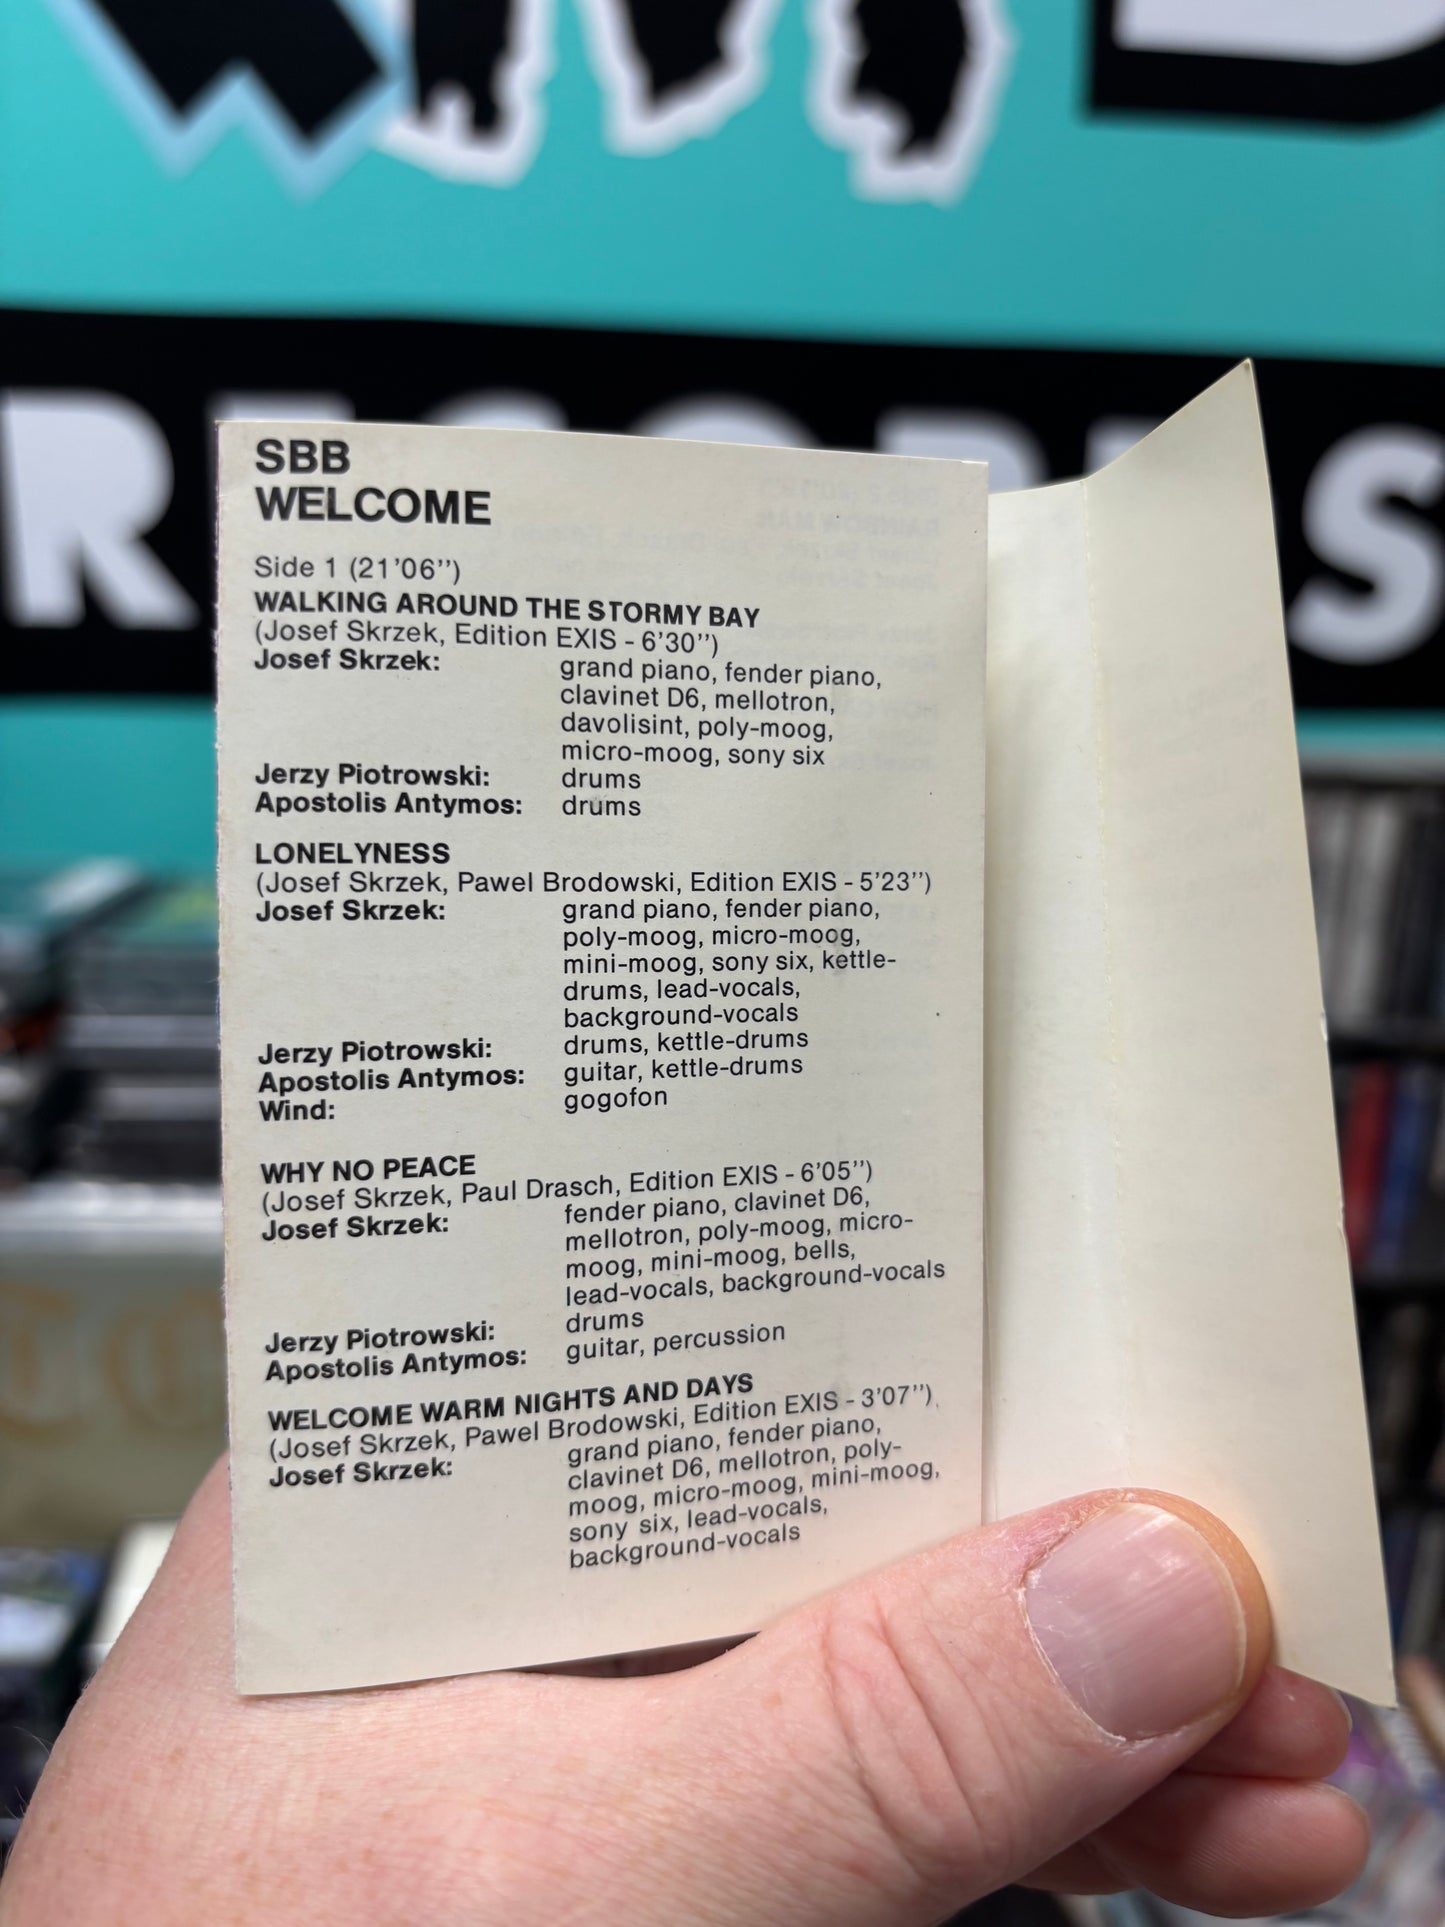 RECORDS
SBB
WELCOME
Side 1 (21'06'')
WALKING AROUND THE STORMY BAY
(Josef Skrzek, Edition EXIS - 6'30'')
Josef Skrzek: grand piano, fender piano,
clavinet D6, mellotron,
davolisint, poly-moog,
micro-moog, sony six
Jerzy Piotrowski: drums
Apostolis Antymos: drums
LONELYNESS
(Josef Skrzek, Pawel Brodowski, Edition EXIS - 5'23'')
Josef Skrzek: grand piano, fender piano,
poly-moog, micro-moog,
mini-moog, sony six, kettle-
drums, lead-vocals,
background-vocals
Jerzy Piotrowski: drums, kettle-drums
Apostolis Antymos: guitar, kettle-drums
Wind: gogofon
WHY NO PEACE
(Josef Skrzek, Paul Drasch, Edition EXIS - 6'05'')
Josef Skrzek: fender piano, clavinet D6,
mellotron, poly-moog, micro-
moog, mini-moog, bells,
lead-vocals, background-vocals
Jerzy Piotrowski: drums
Apostolis Antymos: guitar, percussion
WELCOME WARM NIGHTS AND DAYS
(Josef Skrzek, Pawel Brodowski, Edition EXIS - 3'07'')
Josef Skrzek: grand piano, fender piano,
clavinet D6, mellotron, poly-
moog, micro-moog, mini-moog,
sony six, lead-vocals,
background-vocals